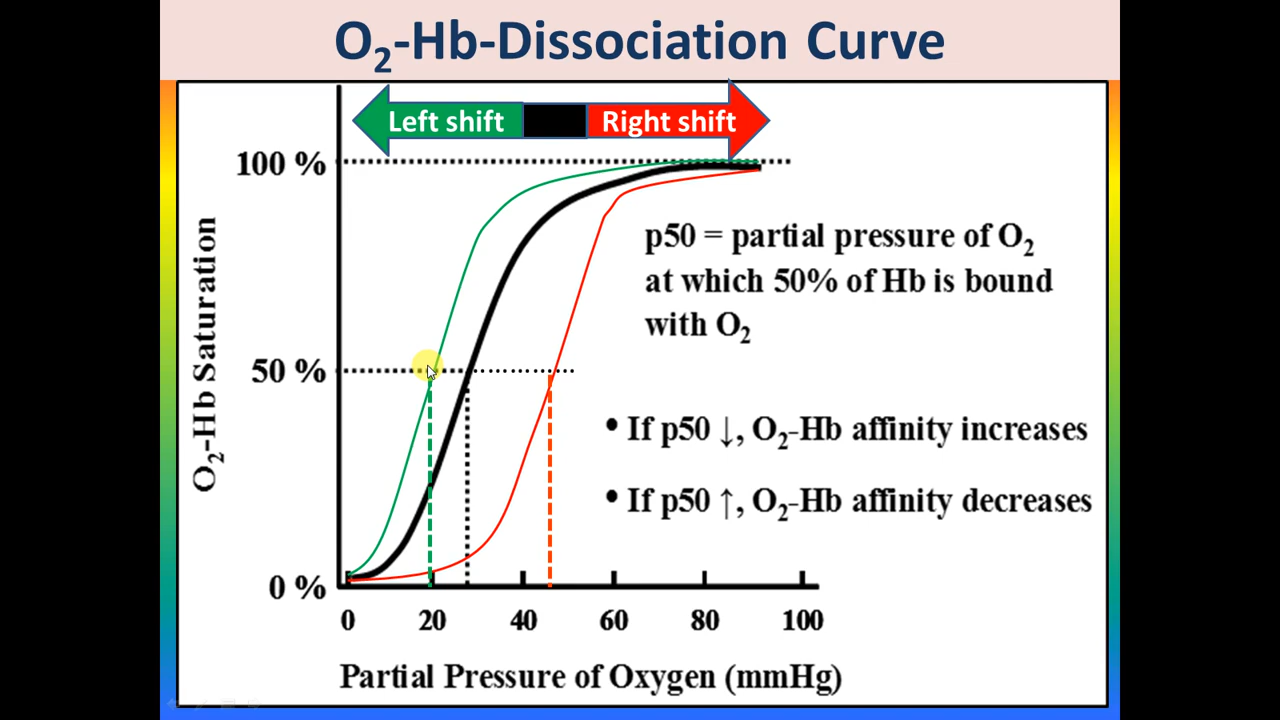 O₂-Hb-Dissociation Curve
Left shift
Right shift
100 %
50 %
0 %
O₂-Hb Saturation
p50 = partial pressure of O₂
at which 50% of Hb is bound
with O₂
• If p50 ↓, O₂-Hb affinity increases
• If p50 ↑, O₂-Hb affinity decreases
0 20 40 60 80 100
Partial Pressure of Oxygen (mmHg)